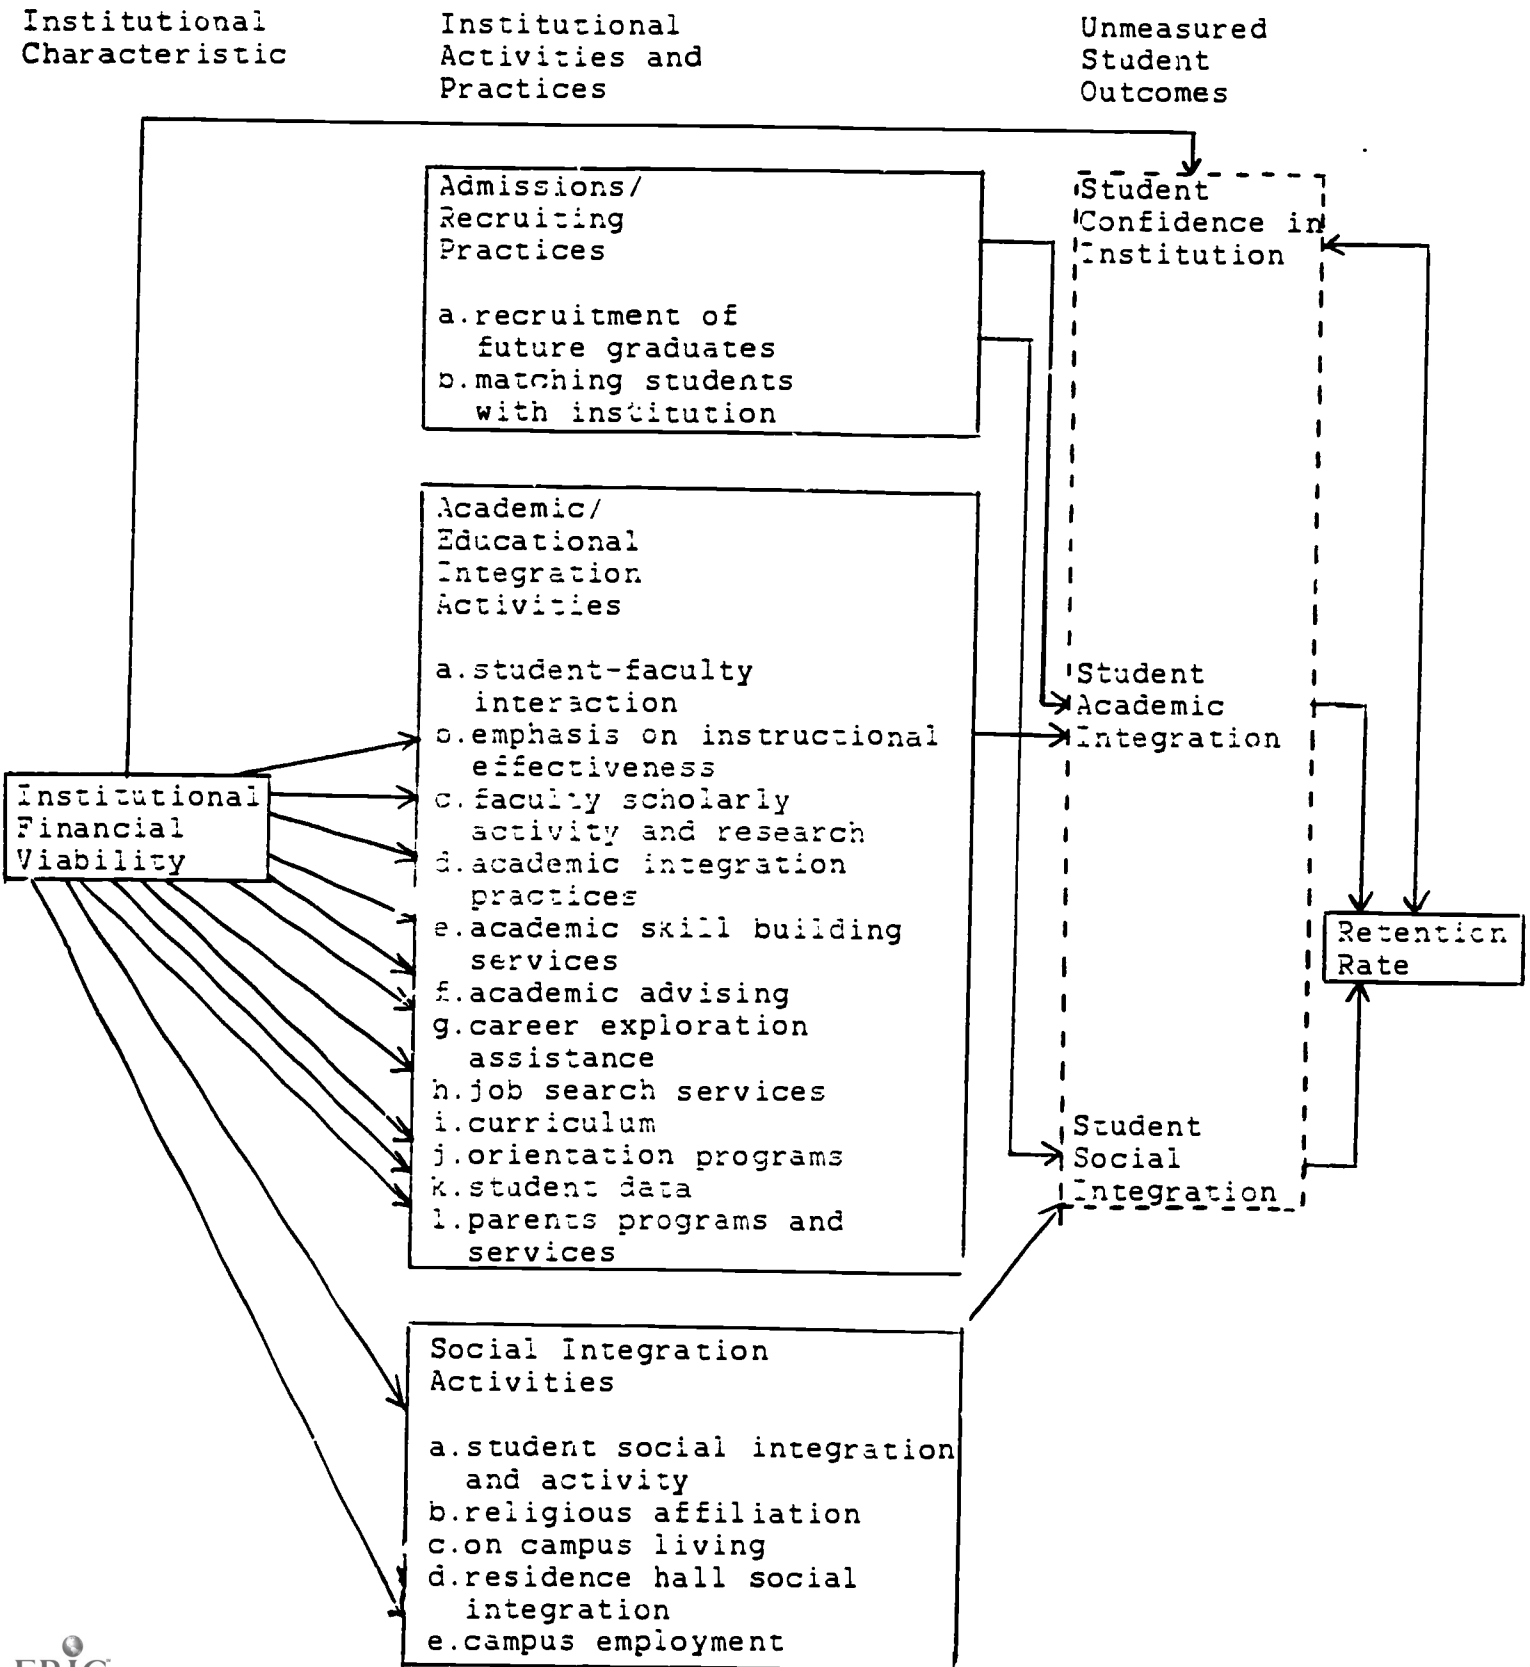 Institutional
Characteristic
Institutional
Activities and
Practices
Unmeasured
Student
Outcomes
Admissions/
Recruiting
Practices
a.recruitment of
future graduates
b.matching students
with institution
Student
Confidence in
Institution
Academic/
Educational
Integration
Activities
a.student-faculty
interaction
b.emphasis on instructional
effectiveness
c.faculty scholarly
activity and research
d.academic integration
practices
e.academic skill building
services
f.academic advising
g.career exploration
assistance
h.job search services
i.curriculum
j.orientation programs
k.student data
l.parents programs and
services
Institutional
Financial
Viability
Student
Academic
Integration
Retention
Rate
Student
Social
Integration
Social Integration
Activities
a.student social integration
and activity
b.religious affiliation
c.on campus living
d.residence hall social
integration
e.campus employment
ERIC